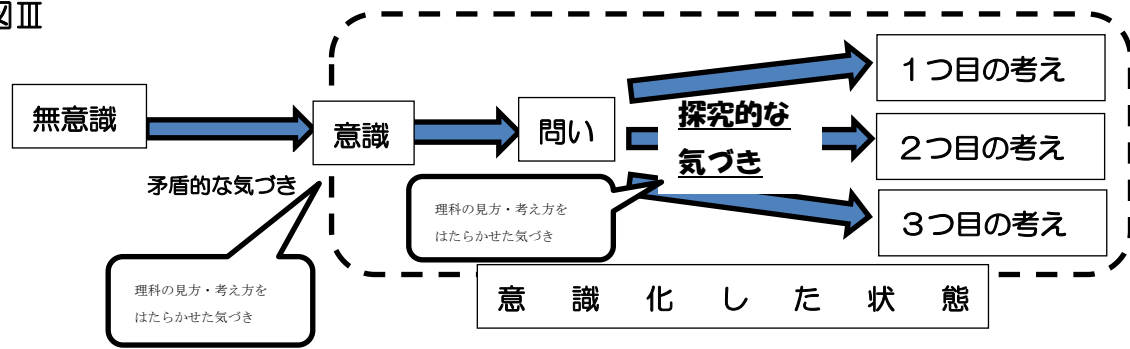 図Ⅲ
無意識
意識
問い
矛盾的な気づき
探究的な
気づき
１つ目の考え
２つ目の考え
３つ目の考え
理科の見方・考え方を
はたらかせた気づき
理科の見方・考え方を
はたらかせた気づき
意識化した状態